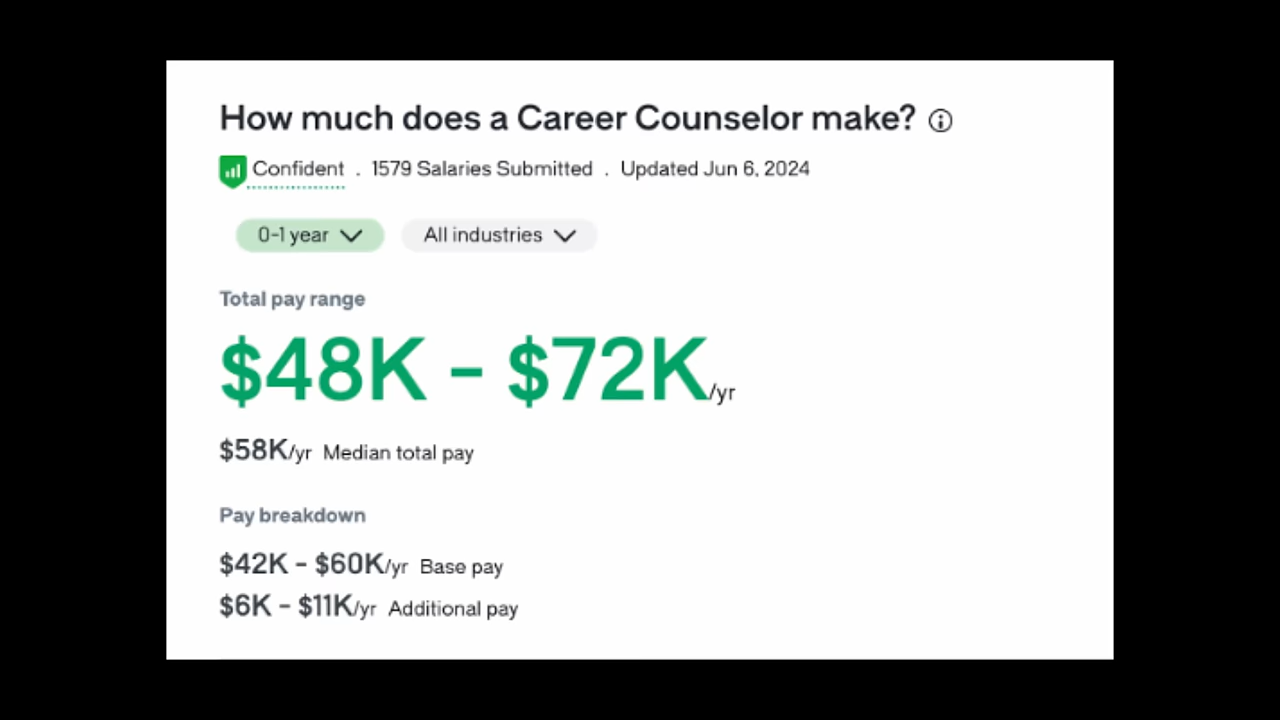 How much does a Career Counselor make?
Confident . 1579 Salaries Submitted . Updated Jun 6, 2024
0-1 year All industries
Total pay range
$48K - $72K/yr
$58K/yr Median total pay
Pay breakdown
$42K - $60K/yr Base pay
$6K - $11K/yr Additional pay